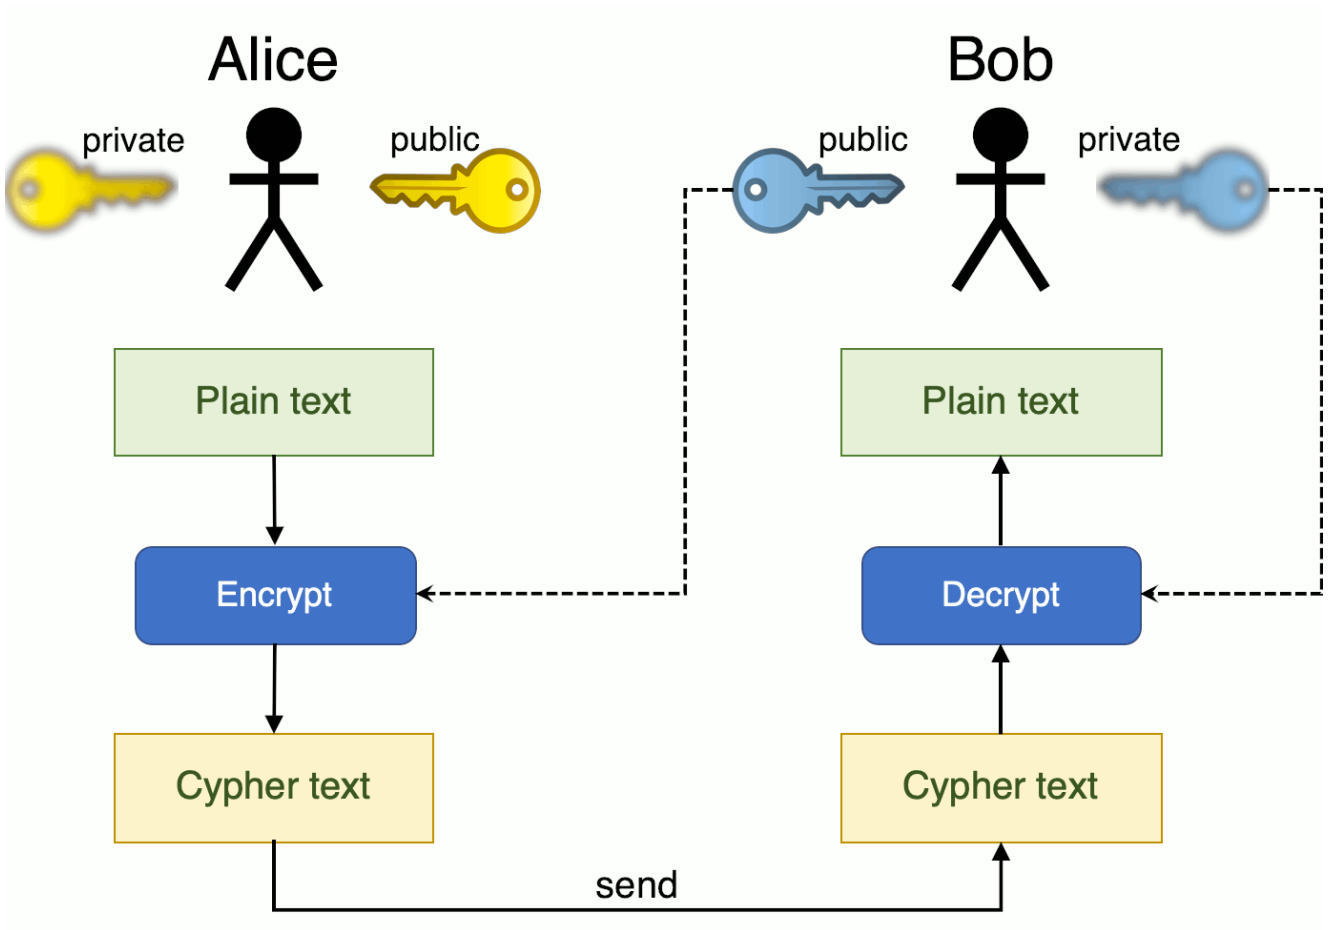 Alice
Bob
private
public
public
private
Plain text
Plain text
Encrypt
Decrypt
Cypher text
Cypher text
send